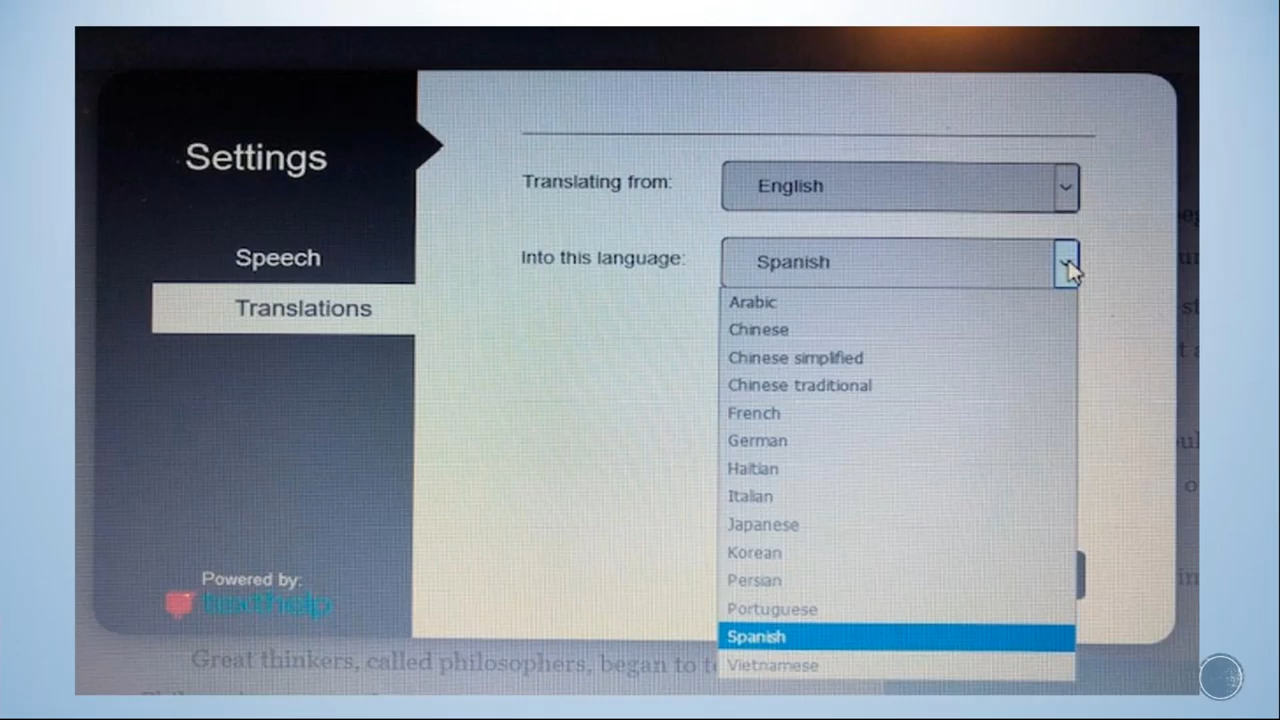 Settings
Speech
Translations
Translating from: English
Into this language: Spanish
Arabic
Chinese
Chinese simplified
Chinese traditional
French
German
Haitian
Italian
Japanese
Korean
Persian
Portuguese
Spanish
Vietnamese
Powered by:
texthelp
Great thinkers, called philosophers, began to